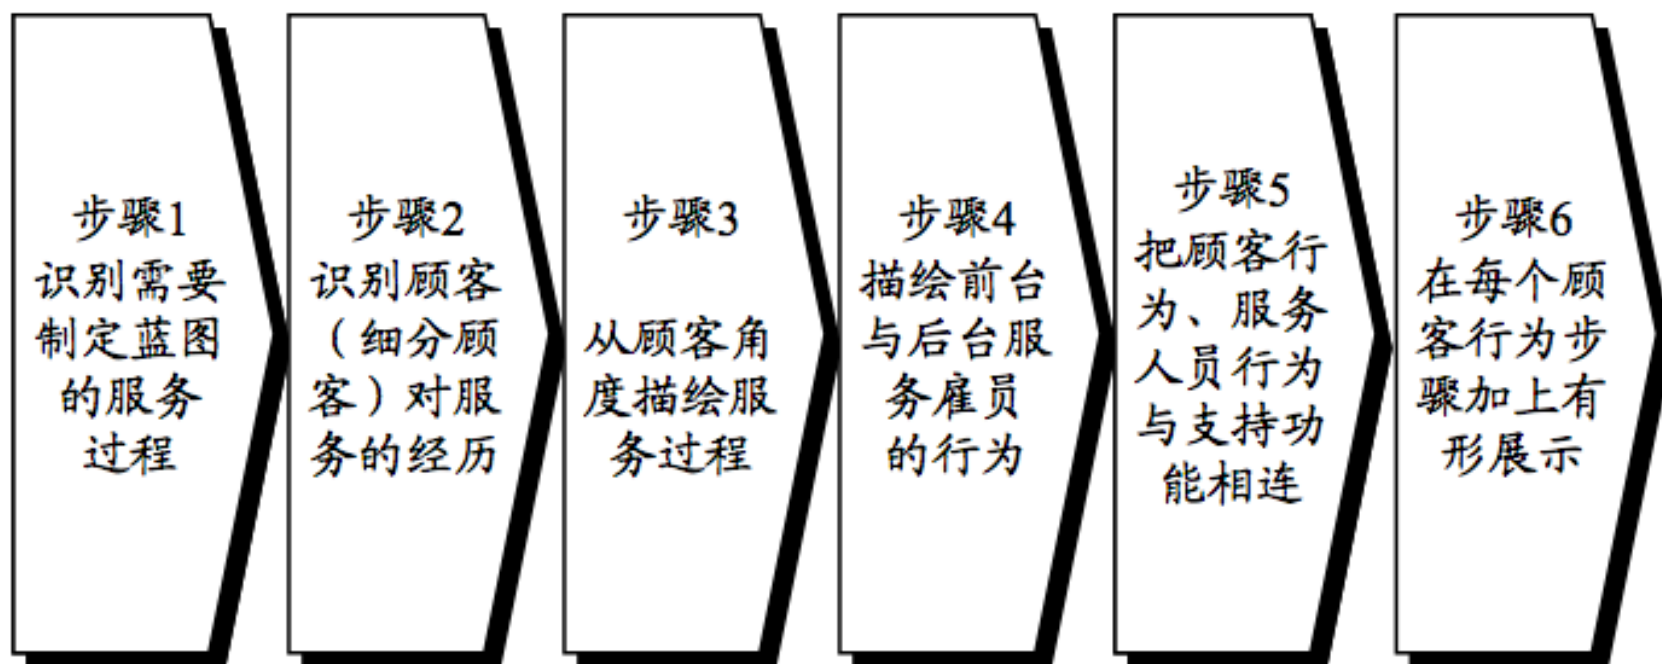 步骤1
识别需要
制定蓝图
的服务
过程
步骤2
识别顾客
（细分顾
客）对服
务的经历
步骤3
从顾客角
度描绘服
务过程
步骤4
描绘前台
与后台服
务雇员
的行为
步骤5
把顾客行
为、服务
人员行为
与支持功
能相连
步骤6
在每个顾
客行为步
骤加上有
形展示